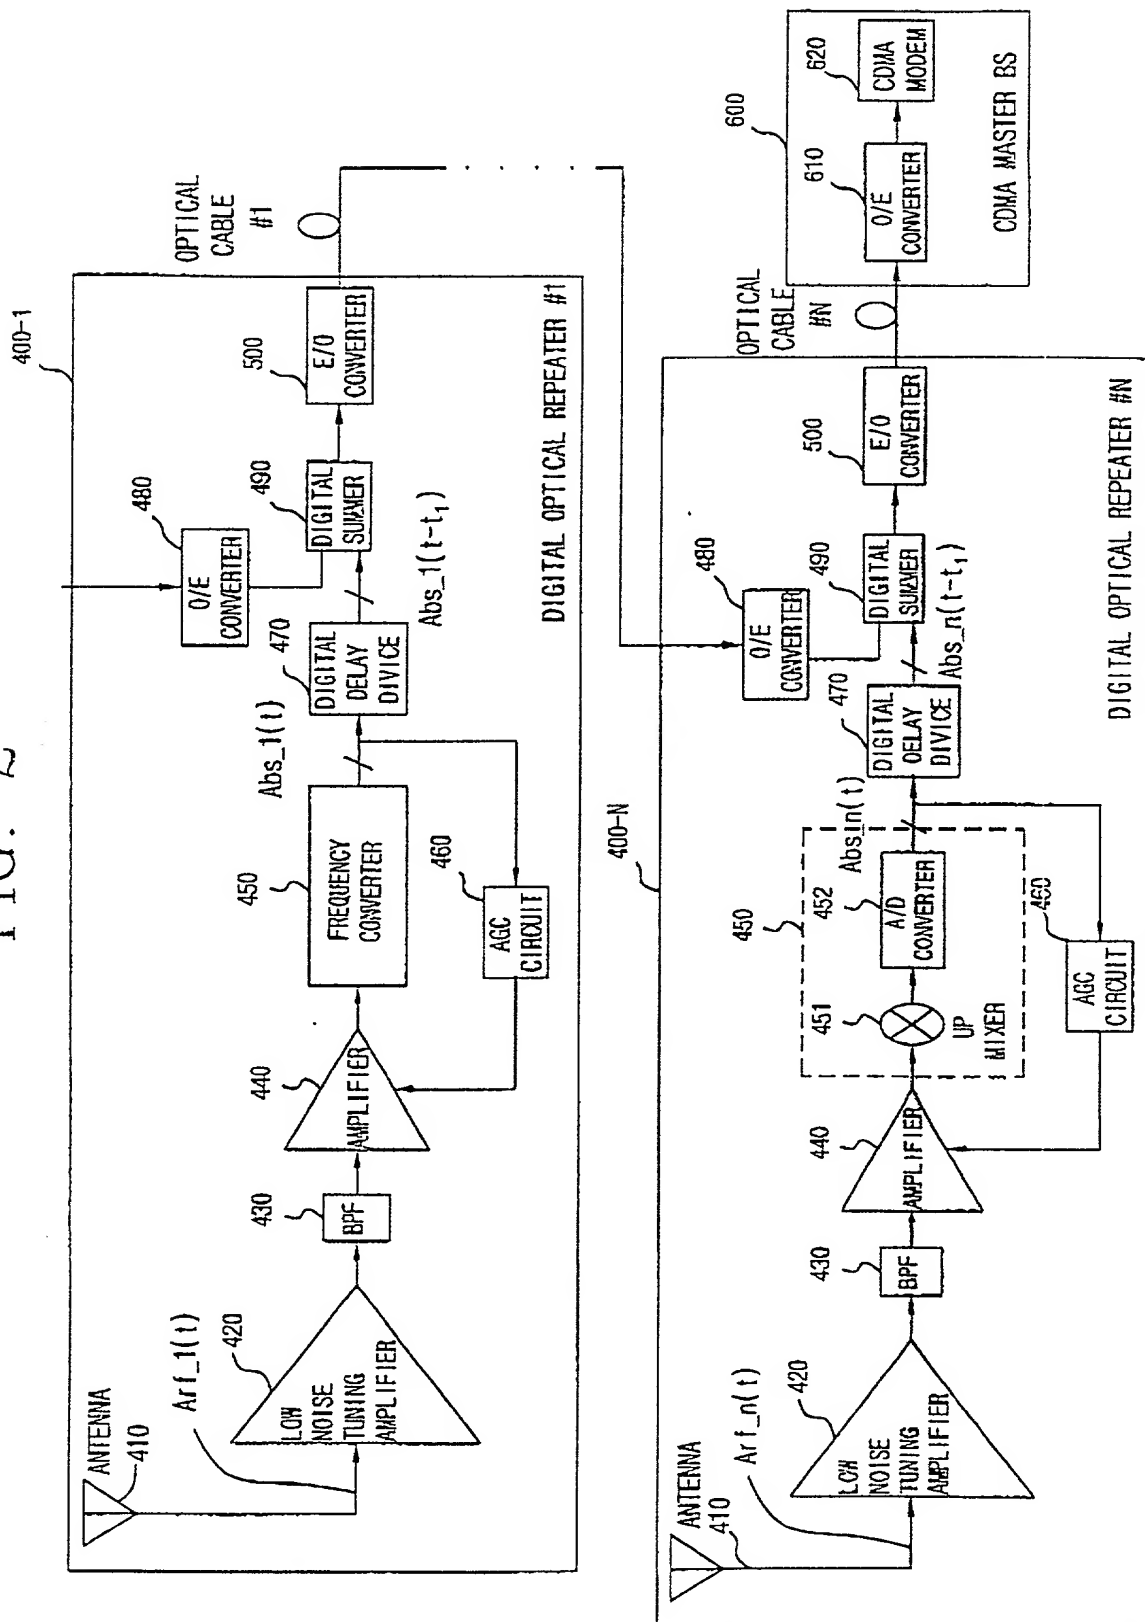 FIG. 2
400-1
ANTENNA
410
Arf_1(t)
420
LOW
NOISE
TUNING
AMPLIFIER
430
BPF
440
AMPLIFIER
450
FREQUENCY
CONVERTER
460
AGC
CIRCUIT
Abs_1(t)
470
DIGITAL
DELAY
DIVICE
Abs_1(t-t₁)
480
O/E
CONVERTER
490
DIGITAL
SUMMER
500
E/O
CONVERTER
DIGITAL OPTICAL REPEATER #1
OPTICAL
CABLE
#1
400-N
ANTENNA
410
Arf_n(t)
420
LOW
NOISE
TUNING
AMPLIFIER
430
BPF
440
AMPLIFIER
450
451
UP
MIXER
452
A/D
CONVERTER
460
AGC
CIRCUIT
Abs_n(t)
470
DIGITAL
DELAY
DIVICE
Abs_n(t-t₁)
480
O/E
CONVERTER
490
DIGITAL
SUMMER
500
E/O
CONVERTER
DIGITAL OPTICAL REPEATER #N
OPTICAL
CABLE
#N
600
610
O/E
CONVERTER
620
CDMA
MODEM
CDMA MASTER BS